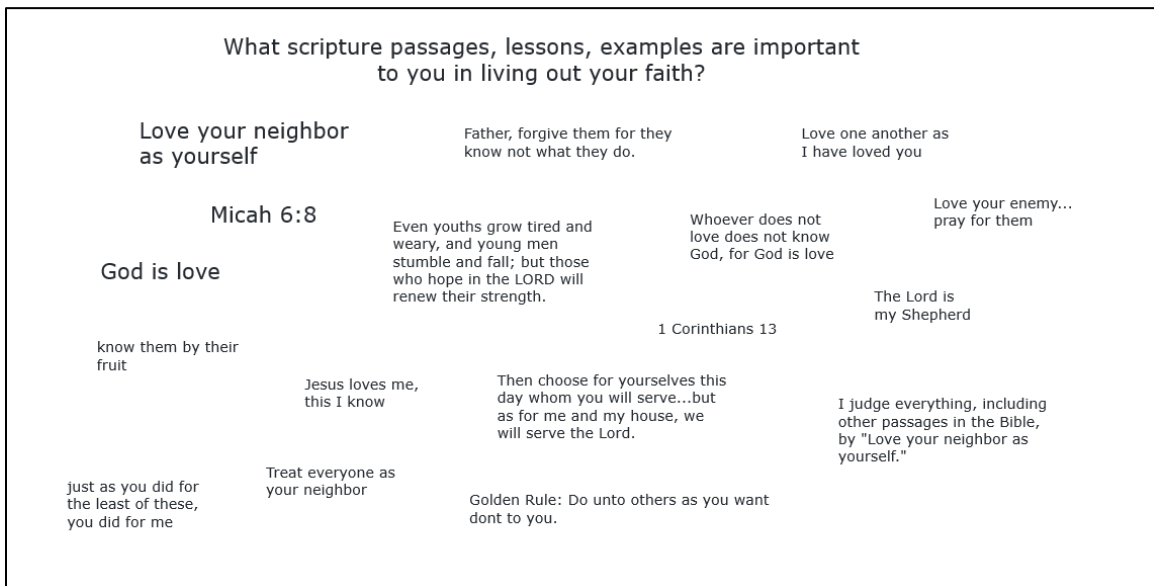 What scripture passages, lessons, examples are important
to you in living out your faith?
Love your neighbor
as yourself
Father, forgive them for they
know not what they do.
Love one another as
I have loved you
Micah 6:8
Even youths grow tired and
weary, and young men
stumble and fall; but those
who hope in the LORD will
renew their strength.
Whoever does not
love does not know
God, for God is love
Love your enemy...
pray for them
God is love
The Lord is
my Shepherd
1 Corinthians 13
know them by their
fruit
Jesus loves me,
this I know
Then choose for yourselves this
day whom you will serve...but
as for me and my house, we
will serve the Lord.
I judge everything, including
other passages in the Bible,
by "Love your neighbor as
yourself."
just as you did for
the least of these,
you did for me
Treat everyone as
your neighbor
Golden Rule: Do unto others as you want
dont to you.